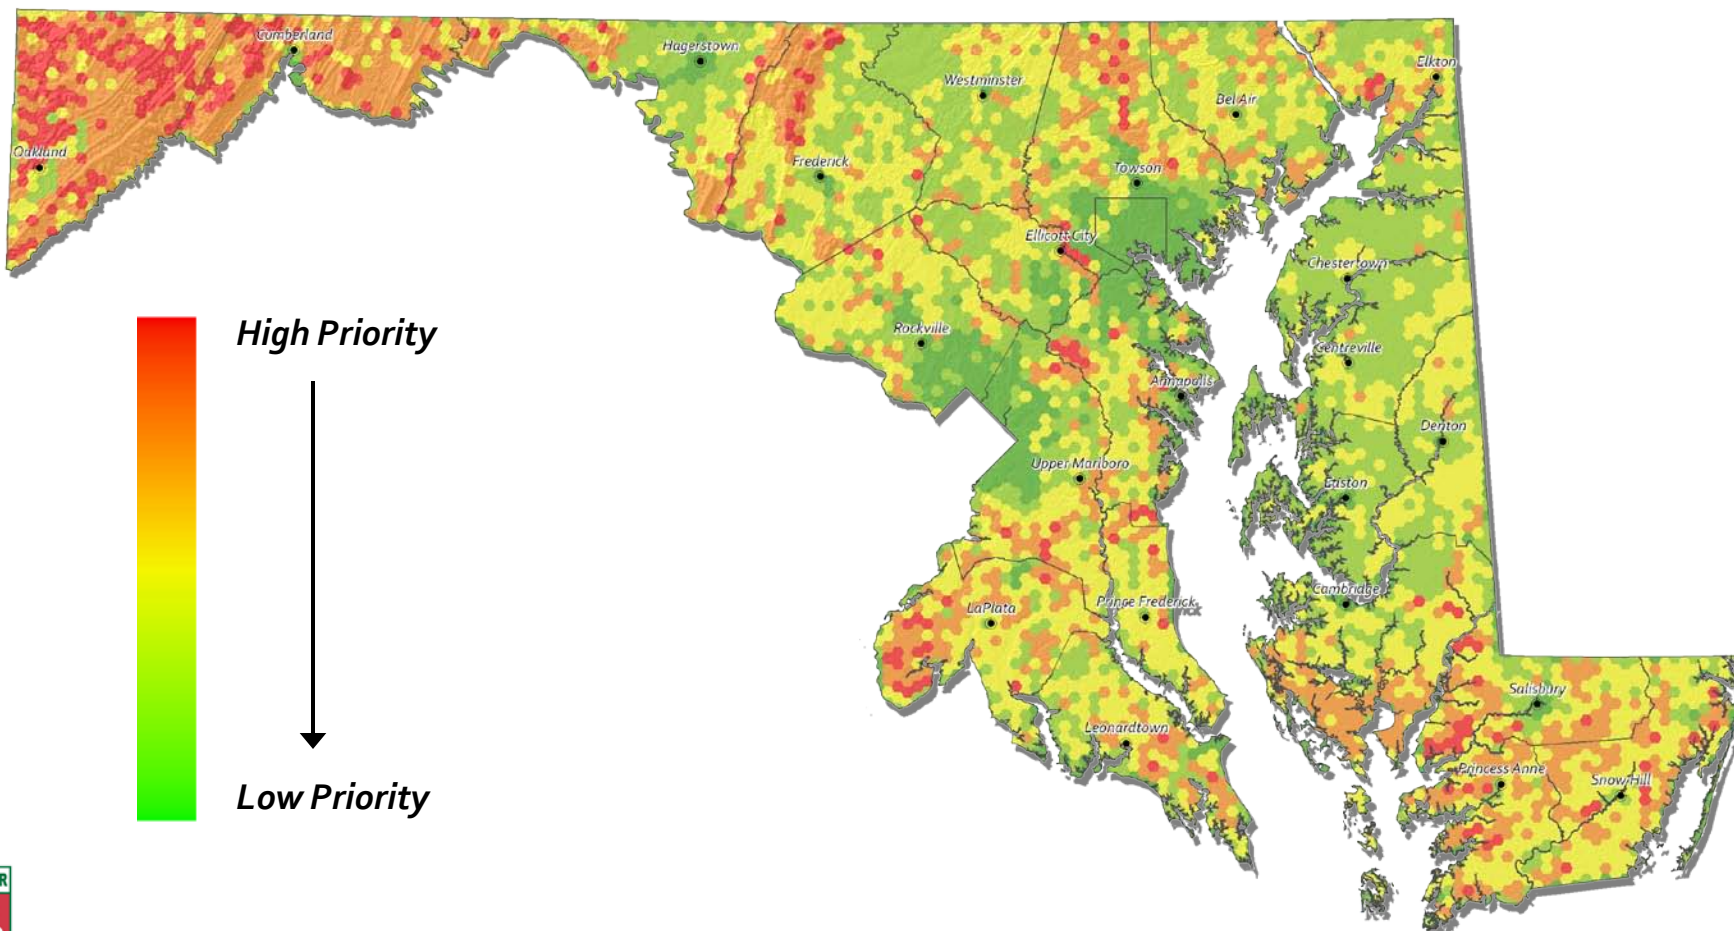 Cumberland
Hagerstown
Elkton
Westminster
Bel Air
Oakland
Frederick
Towson
Ellicott City
Chestertown
High Priority
Rockville
Centreville
Annapolis
Denton
Upper Marlboro
Easton
Cambridge
LaPlata
Prince Frederick
Salisbury
Leonardtown
Princess Anne
Snow Hill
Low Priority
R